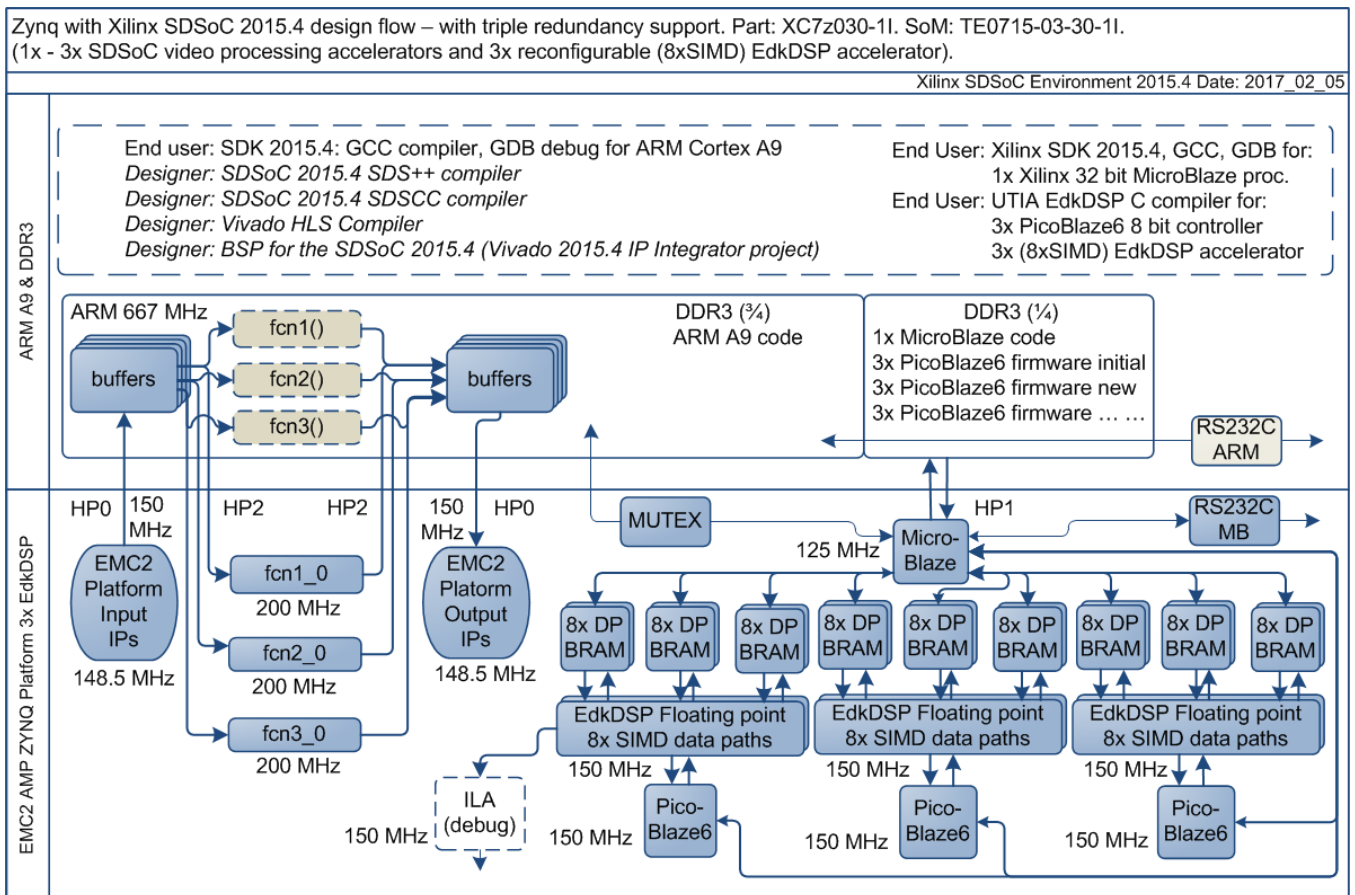 Zynq with Xilinx SDSoC 2015.4 design flow – with triple redundancy support. Part: XC7z030-1I. SoM: TE0715-03-30-1I.
(1x - 3x SDSoC video processing accelerators and 3x reconfigurable (8xSIMD) EdkDSP accelerator).
Xilinx SDSoC Environment 2015.4 Date: 2017_02_05
ARM A9 & DDR3
End user: SDK 2015.4: GCC compiler, GDB debug for ARM Cortex A9
Designer: SDSoC 2015.4 SDS++ compiler
Designer: SDSoC 2015.4 SDSCC compiler
Designer: Vivado HLS Compiler
Designer: BSP for the SDSoC 2015.4 (Vivado 2015.4 IP Integrator project)
End User: Xilinx SDK 2015.4, GCC, GDB for:
1x Xilinx 32 bit MicroBlaze proc.
End User: UTIA EdkDSP C compiler for:
3x PicoBlaze6 8 bit controller
3x (8xSIMD) EdkDSP accelerator
ARM 667 MHz
buffers
fcn1()
fcn2()
fcn3()
buffers
DDR3 (¾)
ARM A9 code
DDR3 (¼)
1x MicroBlaze code
3x PicoBlaze6 firmware initial
3x PicoBlaze6 firmware new
3x PicoBlaze6 firmware … …
RS232C
ARM
EMC2 AMP ZYNQ Platform 3x EdkDSP
HP0
150
MHz
HP2
HP2
150
MHz
HP0
MUTEX
HP1
RS232C
MB
125 MHz
Micro-
Blaze
EMC2
Platform
Input
IPs
148.5 MHz
fcn1_0
200 MHz
fcn2_0
200 MHz
fcn3_0
200 MHz
EMC2
Platorm
Output
IPs
148.5 MHz
8x DP
BRAM
8x DP
BRAM
8x DP
BRAM
8x DP
BRAM
8x DP
BRAM
8x DP
BRAM
8x DP
BRAM
8x DP
BRAM
8x DP
BRAM
EdkDSP Floating point
8x SIMD data paths
EdkDSP Floating point
8x SIMD data paths
EdkDSP Floating point
8x SIMD data paths
150 MHz
150 MHz
150 MHz
ILA
(debug)
150 MHz
Pico-
Blaze6
150 MHz
Pico-
Blaze6
150 MHz
Pico-
Blaze6
150 MHz